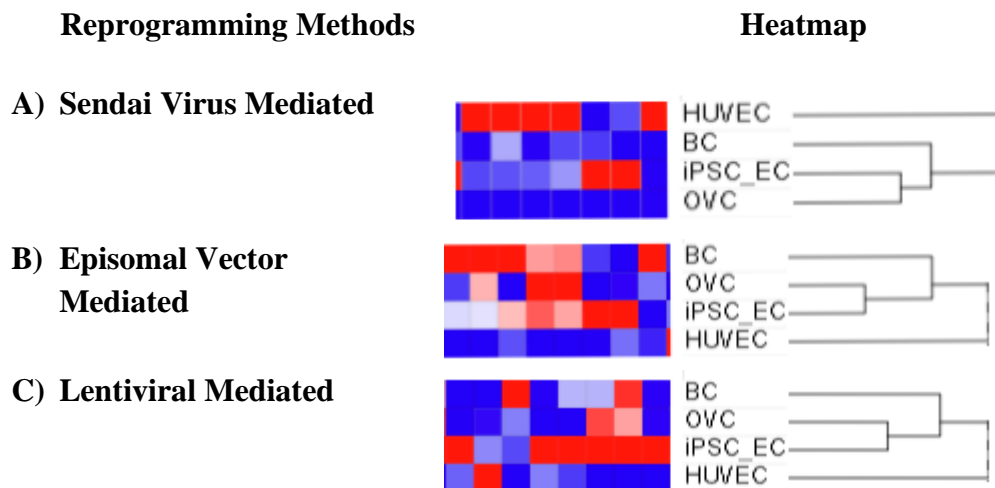 Reprogramming Methods Heatmap
A) Sendai Virus Mediated
HUVEC
BC
iPSC_EC
OVC
B) Episomal Vector
Mediated
BC
OVC
iPSC_EC
HUVEC
C) Lentiviral Mediated
BC
OVC
iPSC_EC
HUVEC